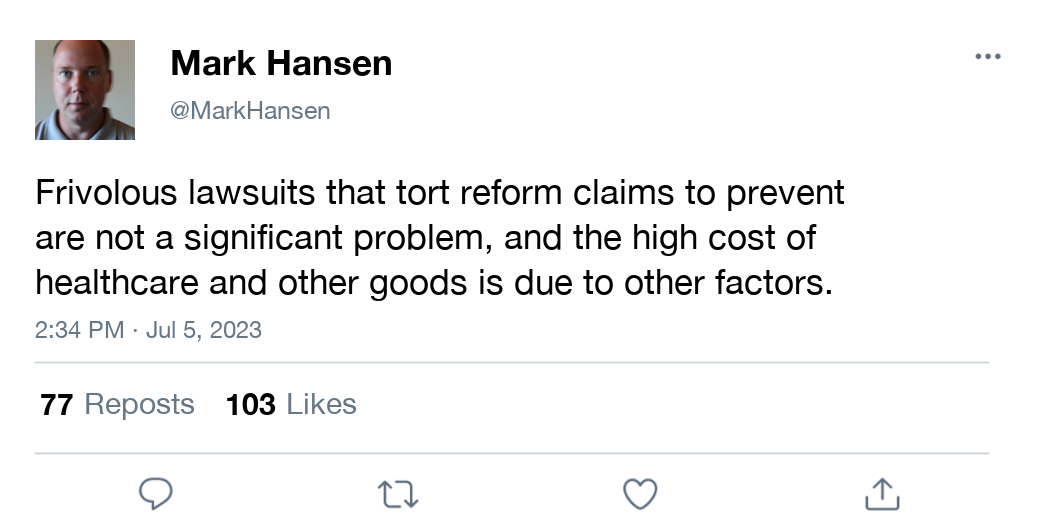 Mark Hansen
@MarkHansen
Frivolous lawsuits that tort reform claims to prevent
are not a significant problem, and the high cost of
healthcare and other goods is due to other factors.
2:34 PM · Jul 5, 2023
77 Reposts 103 Likes